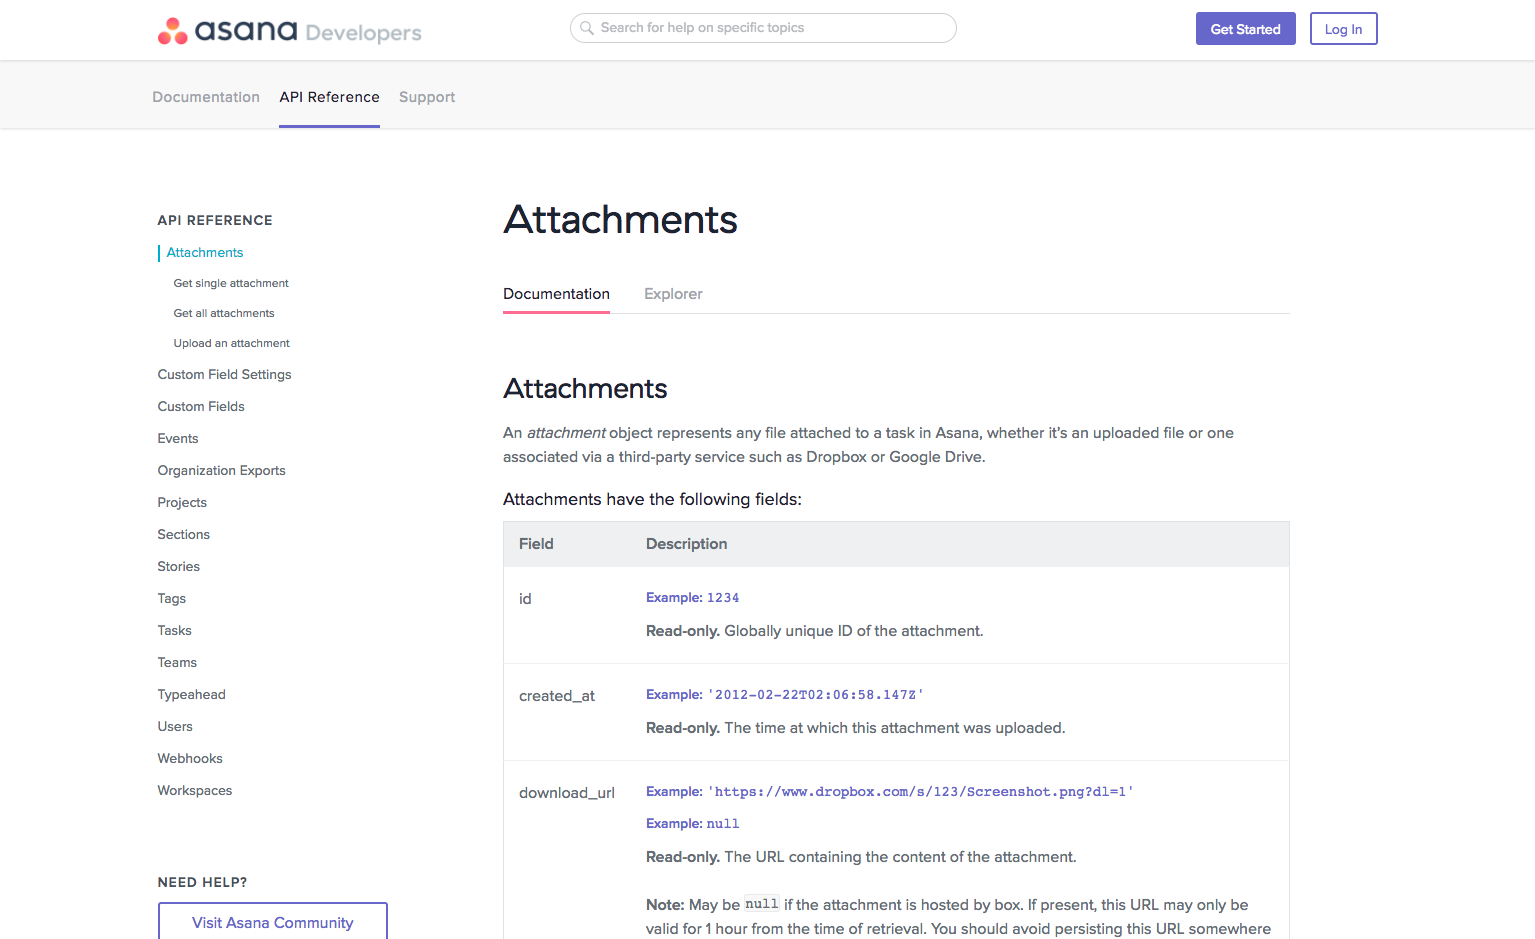 asana Developers
Search for help on specific topics
Get Started
Log In
Documentation
API Reference
Support
API REFERENCE
Attachments
Get single attachment
Get all attachments
Upload an attachment
Custom Field Settings
Custom Fields
Events
Organization Exports
Projects
Sections
Stories
Tags
Tasks
Teams
Typeahead
Users
Webhooks
Workspaces
NEED HELP?
Visit Asana Community
Attachments
Documentation
Explorer
Attachments
An attachment object represents any file attached to a task in Asana, whether it’s an uploaded file or one
associated via a third-party service such as Dropbox or Google Drive.
Attachments have the following fields:
Field Description
id
Example: 1234
Read-only. Globally unique ID of the attachment.
created_at
Example: '2012-02-22T02:06:58.147Z'
Read-only. The time at which this attachment was uploaded.
download_url
Example: 'https://www.dropbox.com/s/123/Screenshot.png?dl=1'
Example: null
Read-only. The URL containing the content of the attachment.
Note: May be null if the attachment is hosted by box. If present, this URL may only be
valid for 1 hour from the time of retrieval. You should avoid persisting this URL somewhere